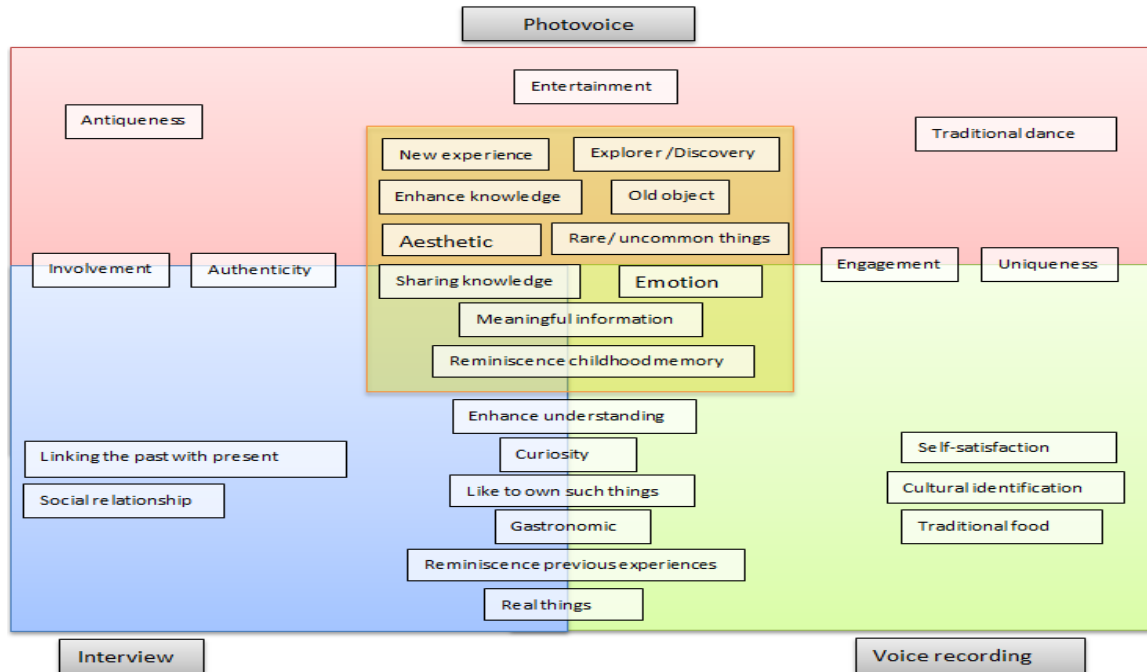 Photovoice
Entertainment
Antiqueness
Traditional dance
New experience
Explorer /Discovery
Enhance knowledge
Old object
Aesthetic
Rare/ uncommon things
Involvement
Authenticity
Sharing knowledge
Emotion
Engagement
Uniqueness
Meaningful information
Reminiscence childhood memory
Enhance understanding
Linking the past with present
Curiosity
Self-satisfaction
Social relationship
Like to own such things
Cultural identification
Gastronomic
Traditional food
Reminiscence previous experiences
Real things
Interview
Voice recording